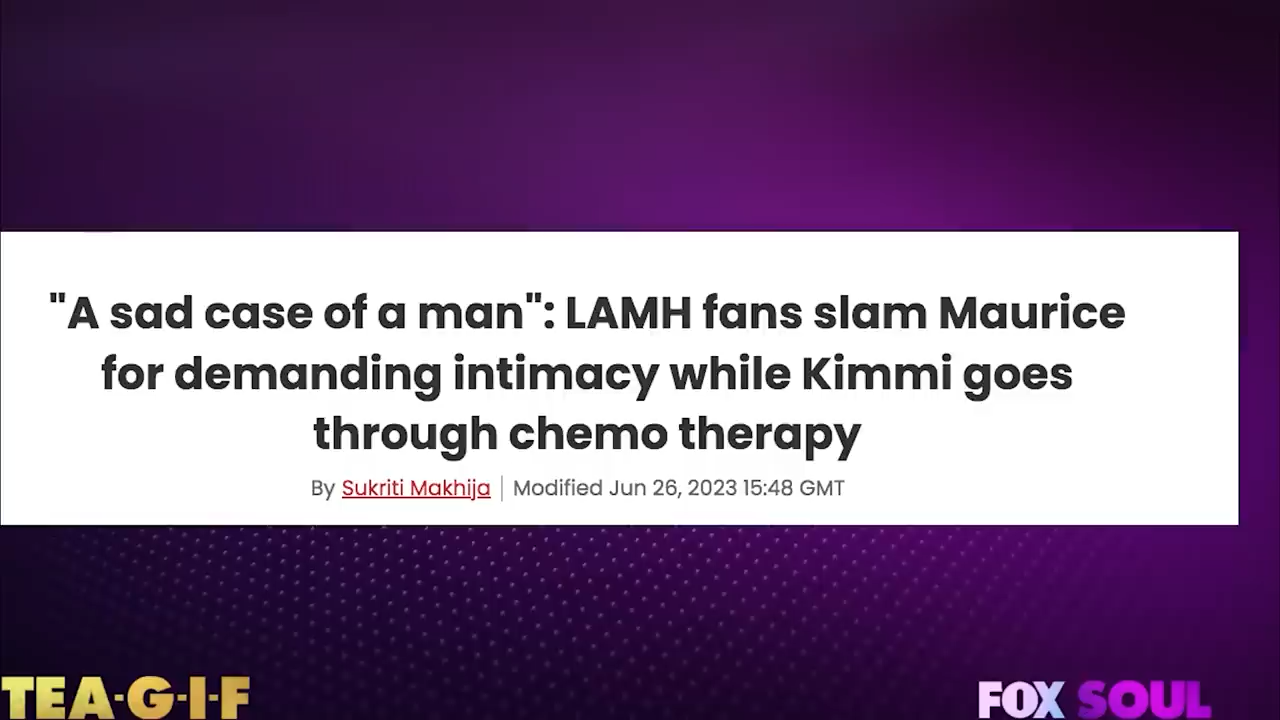 "A sad case of a man": LAMH fans slam Maurice
for demanding intimacy while Kimmi goes
through chemo therapy
By Sukriti Makhija | Modified Jun 26, 2023 15:48 GMT
TEA·G·I·F
FOX SOUL